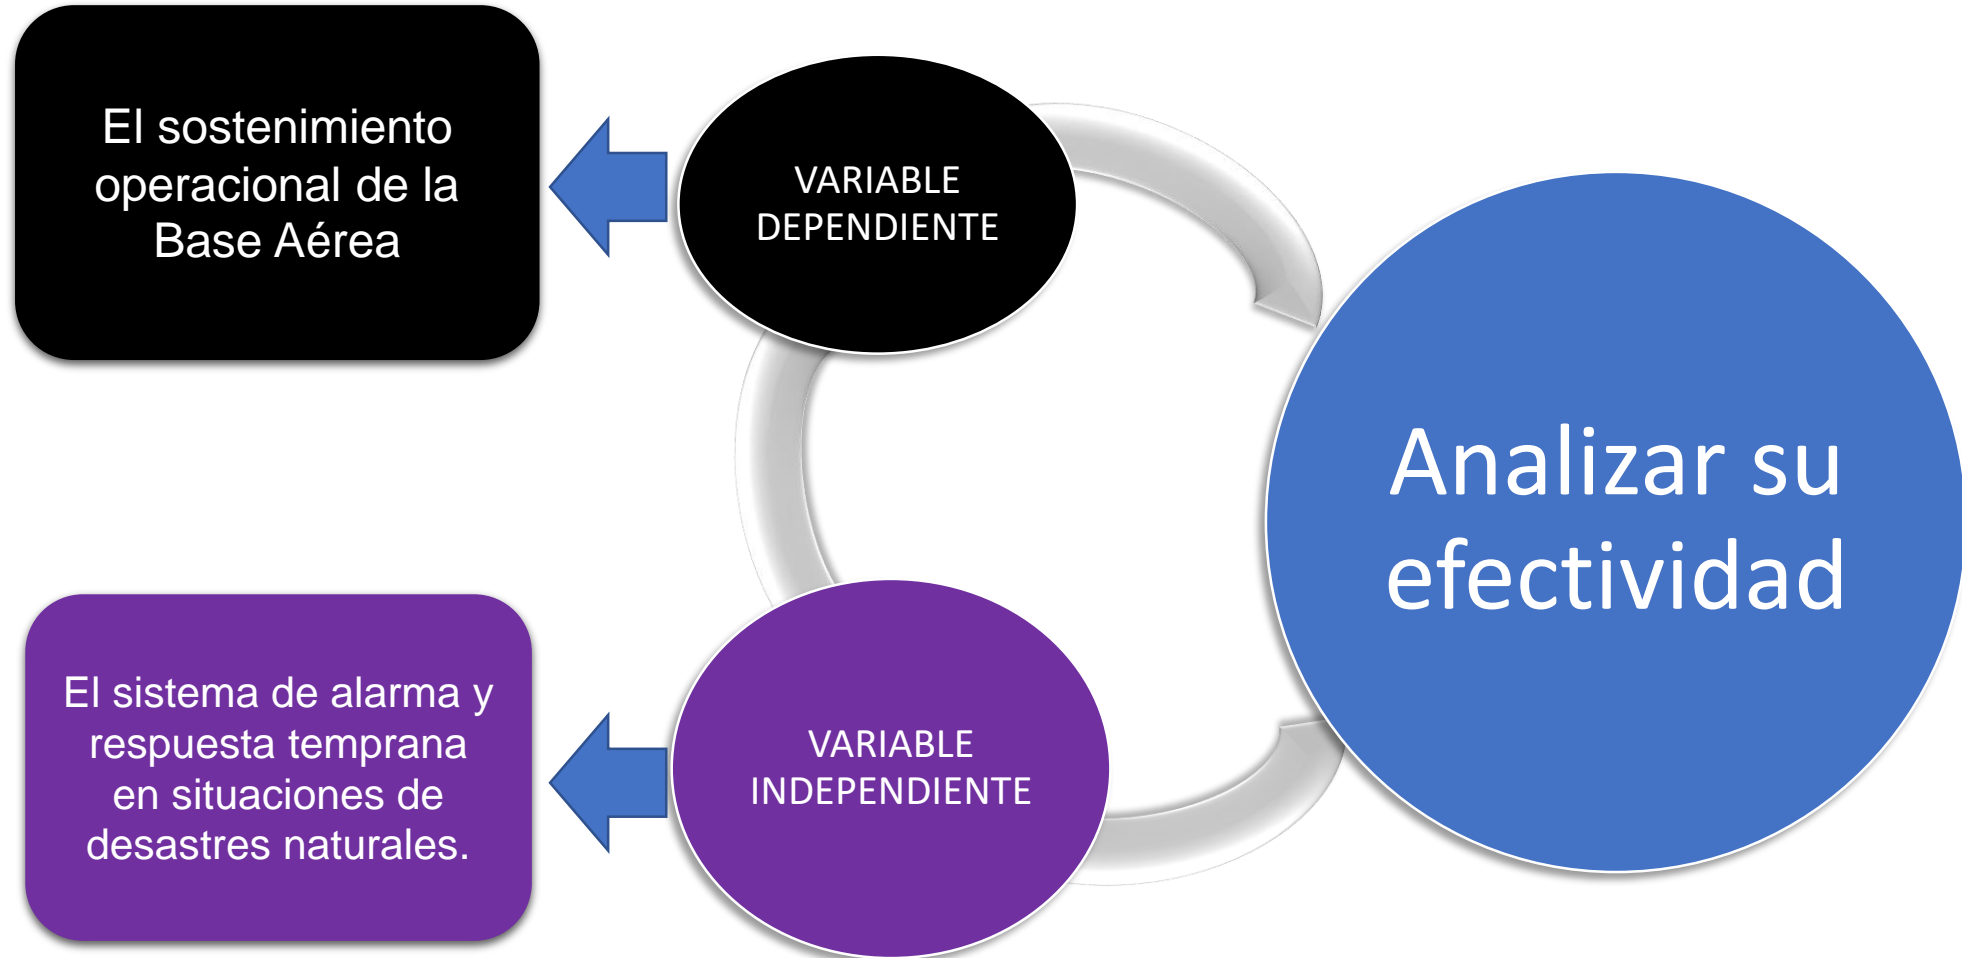 El sostenimiento
operacional de la
Base Aérea
VARIABLE
DEPENDIENTE
Analizar su
efectividad
El sistema de alarma y
respuesta temprana
en situaciones de
desastres naturales.
VARIABLE
INDEPENDIENTE